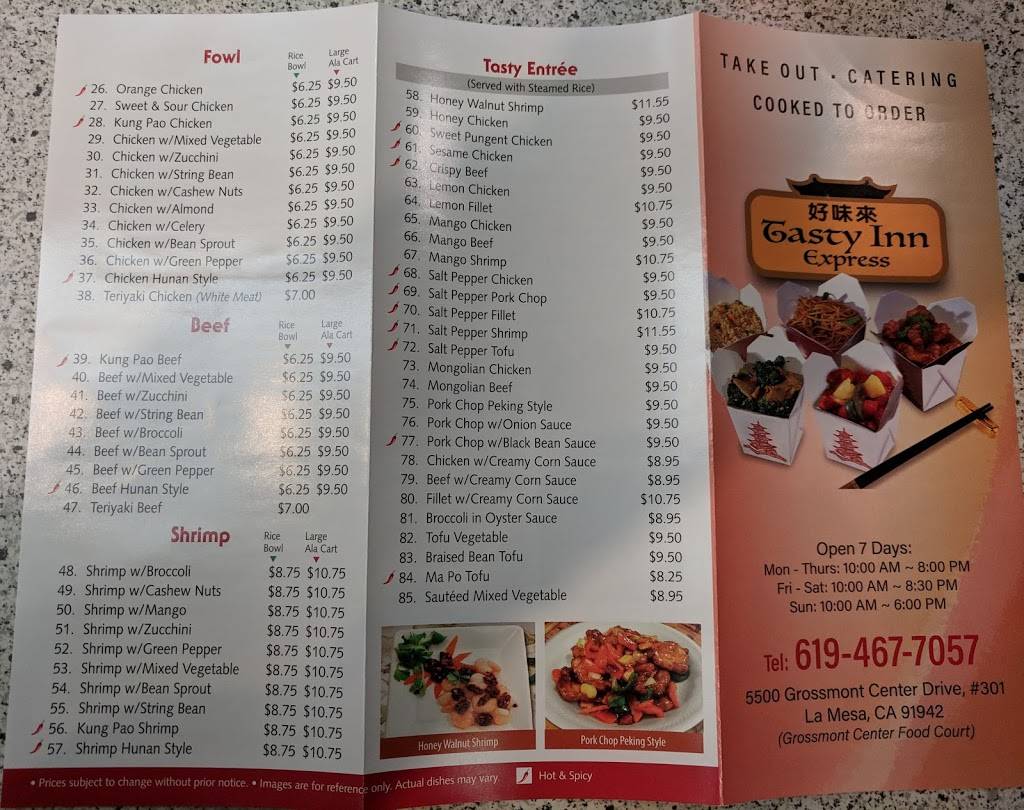 Fowl
Rice Bowl
Large Ala Cart
26. Orange Chicken $6.25 $9.50
27. Sweet & Sour Chicken $6.25 $9.50
28. Kung Pao Chicken $6.25 $9.50
29. Chicken w/Mixed Vegetable $6.25 $9.50
30. Chicken w/Zucchini $6.25 $9.50
31. Chicken w/String Bean $6.25 $9.50
32. Chicken w/Cashew Nuts $6.25 $9.50
33. Chicken w/Almond $6.25 $9.50
34. Chicken w/Celery $6.25 $9.50
35. Chicken w/Bean Sprout $6.25 $9.50
36. Chicken w/Green Pepper $6.25 $9.50
37. Chicken Hunan Style $6.25 $9.50
38. Teriyaki Chicken (White Meat) $7.00
Beef
Rice Bowl
Large Ala Cart
39. Kung Pao Beef $6.25 $9.50
40. Beef w/Mixed Vegetable $6.25 $9.50
41. Beef w/Zucchini $6.25 $9.50
42. Beef w/String Bean $6.25 $9.50
43. Beef w/Broccoli $6.25 $9.50
44. Beef w/Bean Sprout $6.25 $9.50
45. Beef w/Green Pepper $6.25 $9.50
46. Beef Hunan Style $6.25 $9.50
47. Teriyaki Beef $7.00
Shrimp
Rice Bowl
Large Ala Cart
48. Shrimp w/Broccoli $8.75 $10.75
49. Shrimp w/Cashew Nuts $8.75 $10.75
50. Shrimp w/Mango $8.75 $10.75
51. Shrimp w/Zucchini $8.75 $10.75
52. Shrimp w/Green Pepper $8.75 $10.75
53. Shrimp w/Mixed Vegetable $8.75 $10.75
54. Shrimp w/Bean Sprout $8.75 $10.75
55. Shrimp w/String Bean $8.75 $10.75
56. Kung Pao Shrimp $8.75 $10.75
57. Shrimp Hunan Style $8.75 $10.75
Tasty Entrée
(Served with Steamed Rice)
58. Honey Walnut Shrimp $11.55
59. Honey Chicken $9.50
60. Sweet Pungent Chicken $9.50
61. Sesame Chicken $9.50
62. Crispy Beef $9.50
63. Lemon Chicken $9.50
64. Lemon Fillet $10.75
65. Mango Chicken $9.50
66. Mango Beef $9.50
67. Mango Shrimp $10.75
68. Salt Pepper Chicken $9.50
69. Salt Pepper Pork Chop $9.50
70. Salt Pepper Fillet $10.75
71. Salt Pepper Shrimp $11.55
72. Salt Pepper Tofu $9.50
73. Mongolian Chicken $9.50
74. Mongolian Beef $9.50
75. Pork Chop Peking Style $9.50
76. Pork Chop w/Onion Sauce $9.50
77. Pork Chop w/Black Bean Sauce $9.50
78. Chicken w/Creamy Corn Sauce $8.95
79. Beef w/Creamy Corn Sauce $8.95
80. Fillet w/Creamy Corn Sauce $10.75
81. Broccoli in Oyster Sauce $8.95
82. Tofu Vegetable $9.50
83. Braised Bean Tofu $9.50
84. Ma Po Tofu $8.25
85. Sautéed Mixed Vegetable $8.95
Honey Walnut Shrimp
Pork Chop Peking Style
• Prices subject to change without prior notice. • Images are for reference only. Actual dishes may vary. Hot & Spicy
TAKE OUT · CATERING
COOKED TO ORDER
好味來
Tasty Inn
Express
Open 7 Days:
Mon - Thurs: 10:00 AM ~ 8:00 PM
Fri - Sat: 10:00 AM ~ 8:30 PM
Sun: 10:00 AM ~ 6:00 PM
Tel: 619-467-7057
5500 Grossmont Center Drive, #301
La Mesa, CA 91942
(Grossmont Center Food Court)